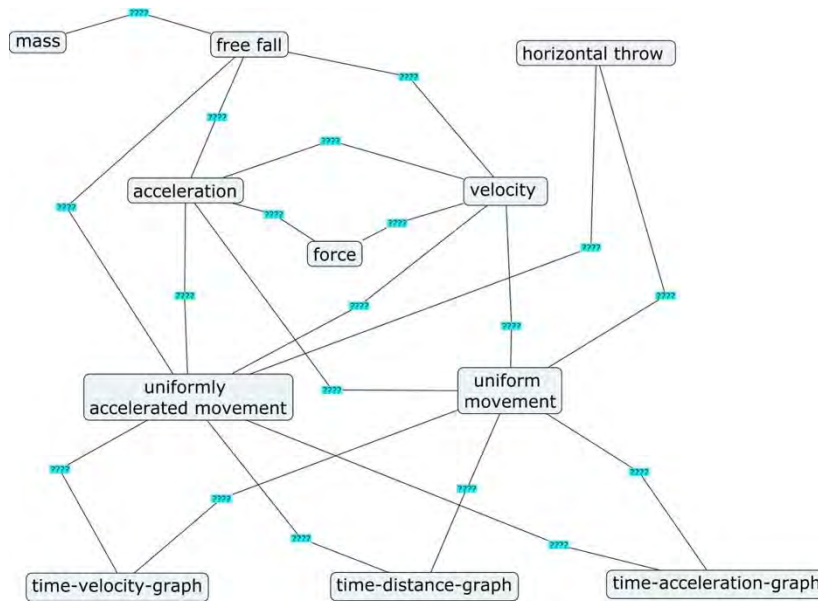 ????
mass
free fall
horizontal throw
????
????
????
acceleration
velocity
????
????
????
force
????
????
????
????
????
uniformly
accelerated movement
uniform
movement
????
????
????
????
????
????
????
time-velocity-graph
time-distance-graph
time-acceleration-graph